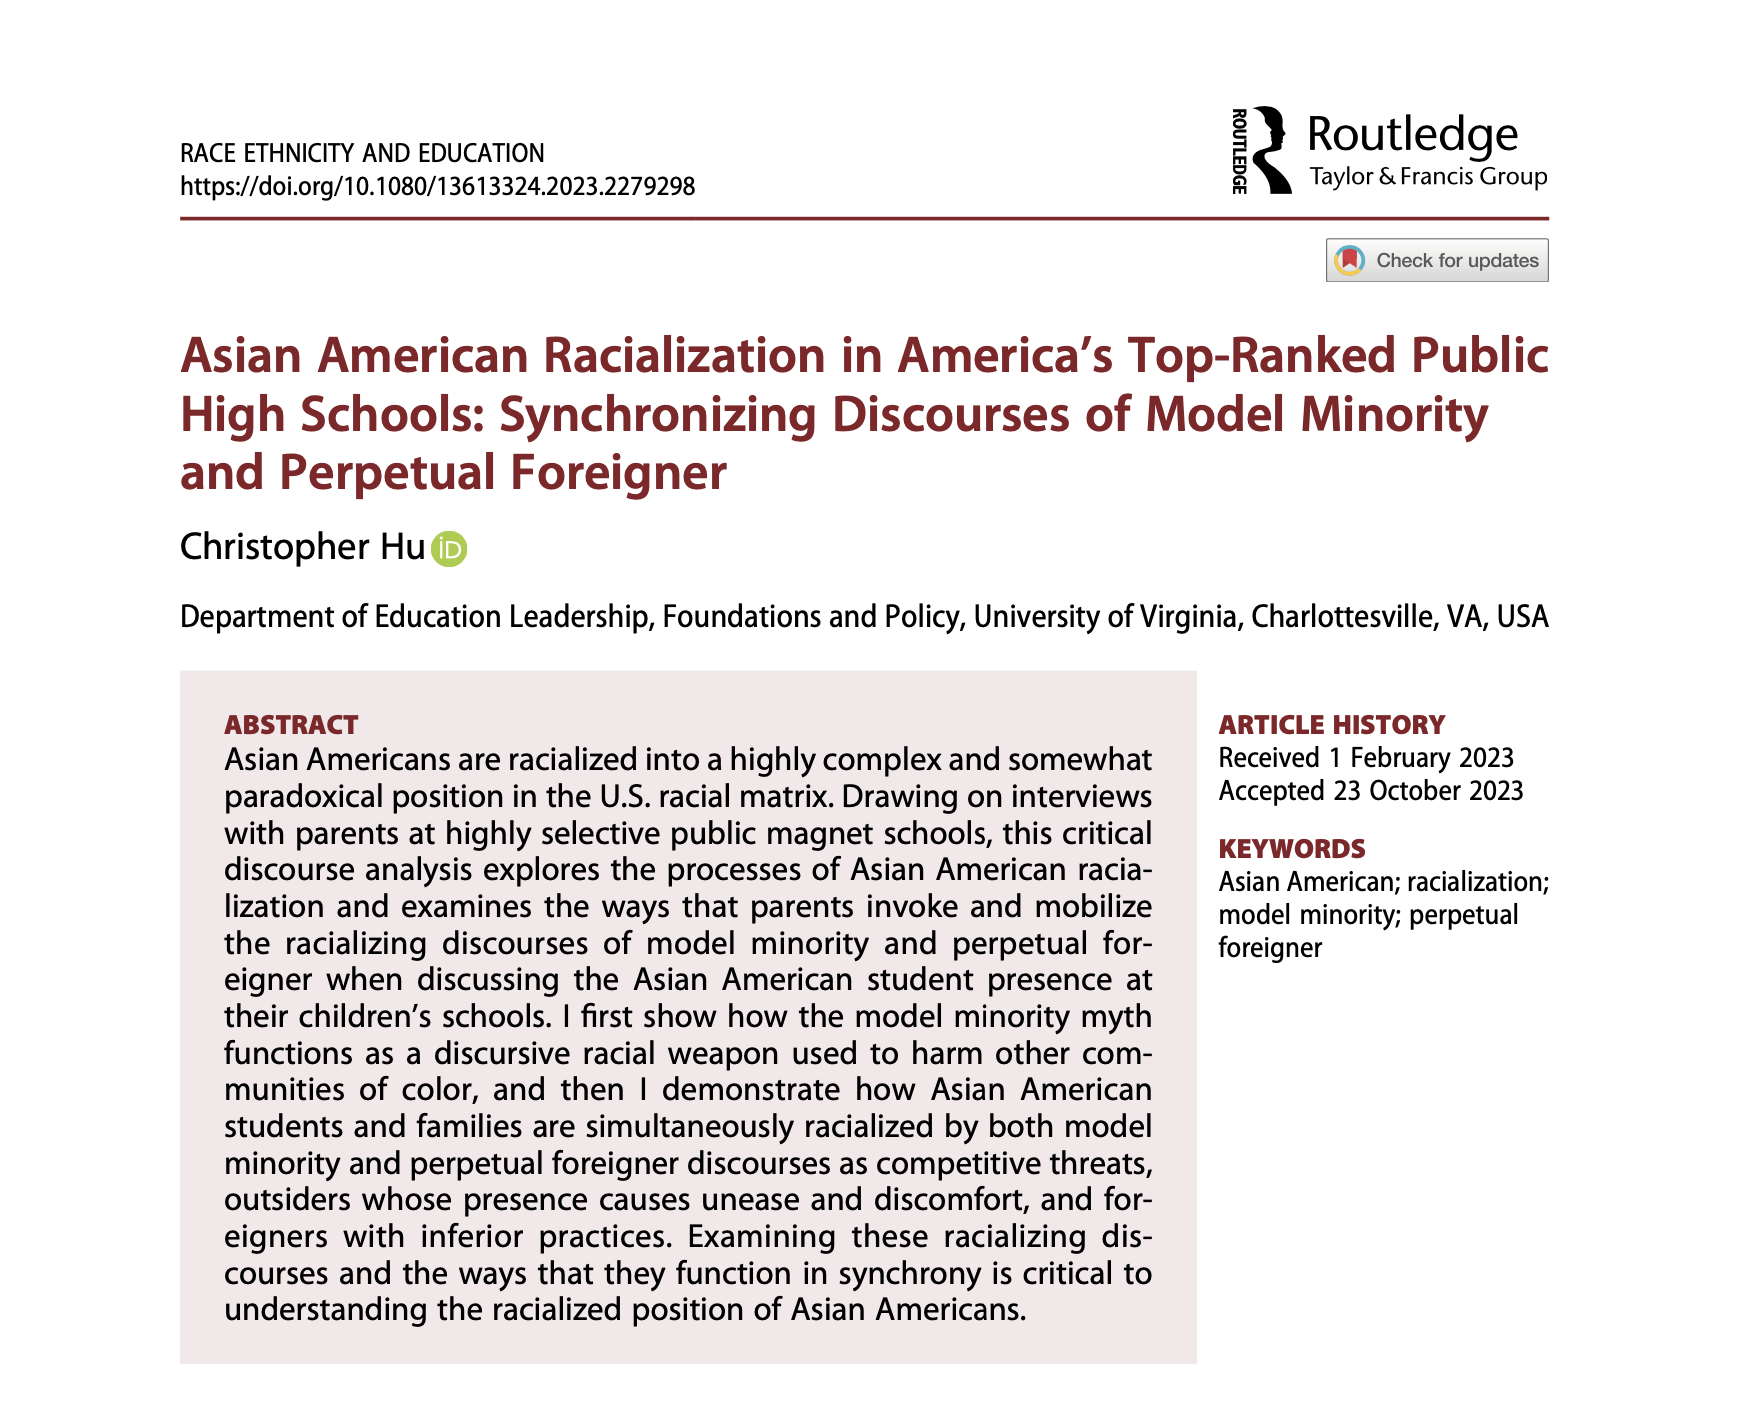 RACE ETHNICITY AND EDUCATION
https://doi.org/10.1080/13613324.2023.2279298
ROUTLEDGE
Routledge
Taylor & Francis Group
Check for updates
Asian American Racialization in America’s Top-Ranked Public
High Schools: Synchronizing Discourses of Model Minority
and Perpetual Foreigner
Christopher Hu iD
Department of Education Leadership, Foundations and Policy, University of Virginia, Charlottesville, VA, USA
ABSTRACT
Asian Americans are racialized into a highly complex and somewhat
paradoxical position in the U.S. racial matrix. Drawing on interviews
with parents at highly selective public magnet schools, this critical
discourse analysis explores the processes of Asian American racia-
lization and examines the ways that parents invoke and mobilize
the racializing discourses of model minority and perpetual for-
eigner when discussing the Asian American student presence at
their children’s schools. I first show how the model minority myth
functions as a discursive racial weapon used to harm other com-
munities of color, and then I demonstrate how Asian American
students and families are simultaneously racialized by both model
minority and perpetual foreigner discourses as competitive threats,
outsiders whose presence causes unease and discomfort, and for-
eigners with inferior practices. Examining these racializing dis-
courses and the ways that they function in synchrony is critical to
understanding the racialized position of Asian Americans.
ARTICLE HISTORY
Received 1 February 2023
Accepted 23 October 2023
KEYWORDS
Asian American; racialization;
model minority; perpetual
foreigner